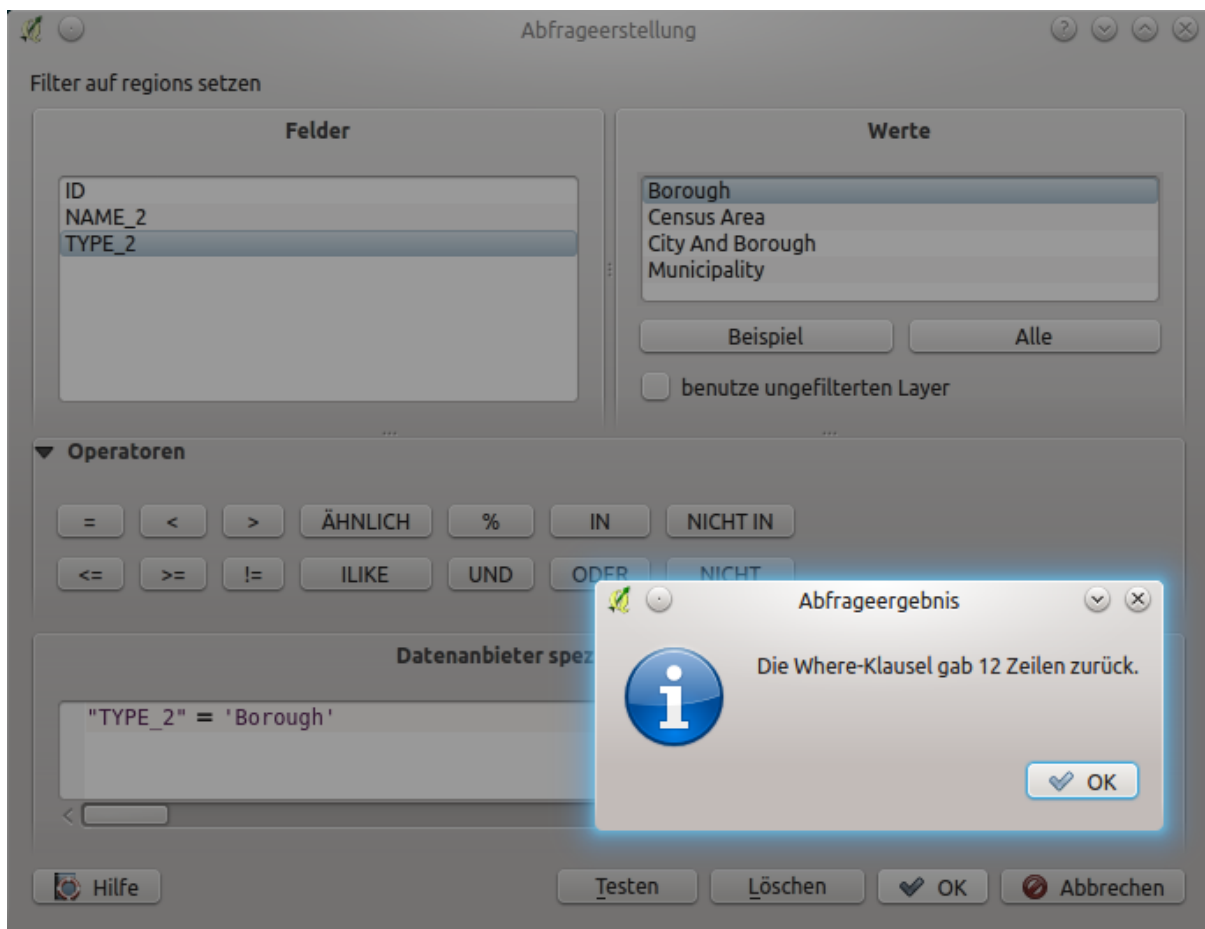 Abfrageerstellung
Filter auf regions setzen
Felder
Werte
ID
NAME_2
TYPE_2
Borough
Census Area
City And Borough
Municipality
Beispiel
Alle
benutze ungefilterten Layer
Operatoren
= < > ÄHNLICH % IN NICHT IN
<= >= != ILIKE UND ODER NICHT
Abfrageergebnis
Die Where-Klausel gab 12 Zeilen zurück.
OK
Datenanbieter spez
"TYPE_2" = 'Borough'
Hilfe
Testen
Löschen
OK
Abbrechen